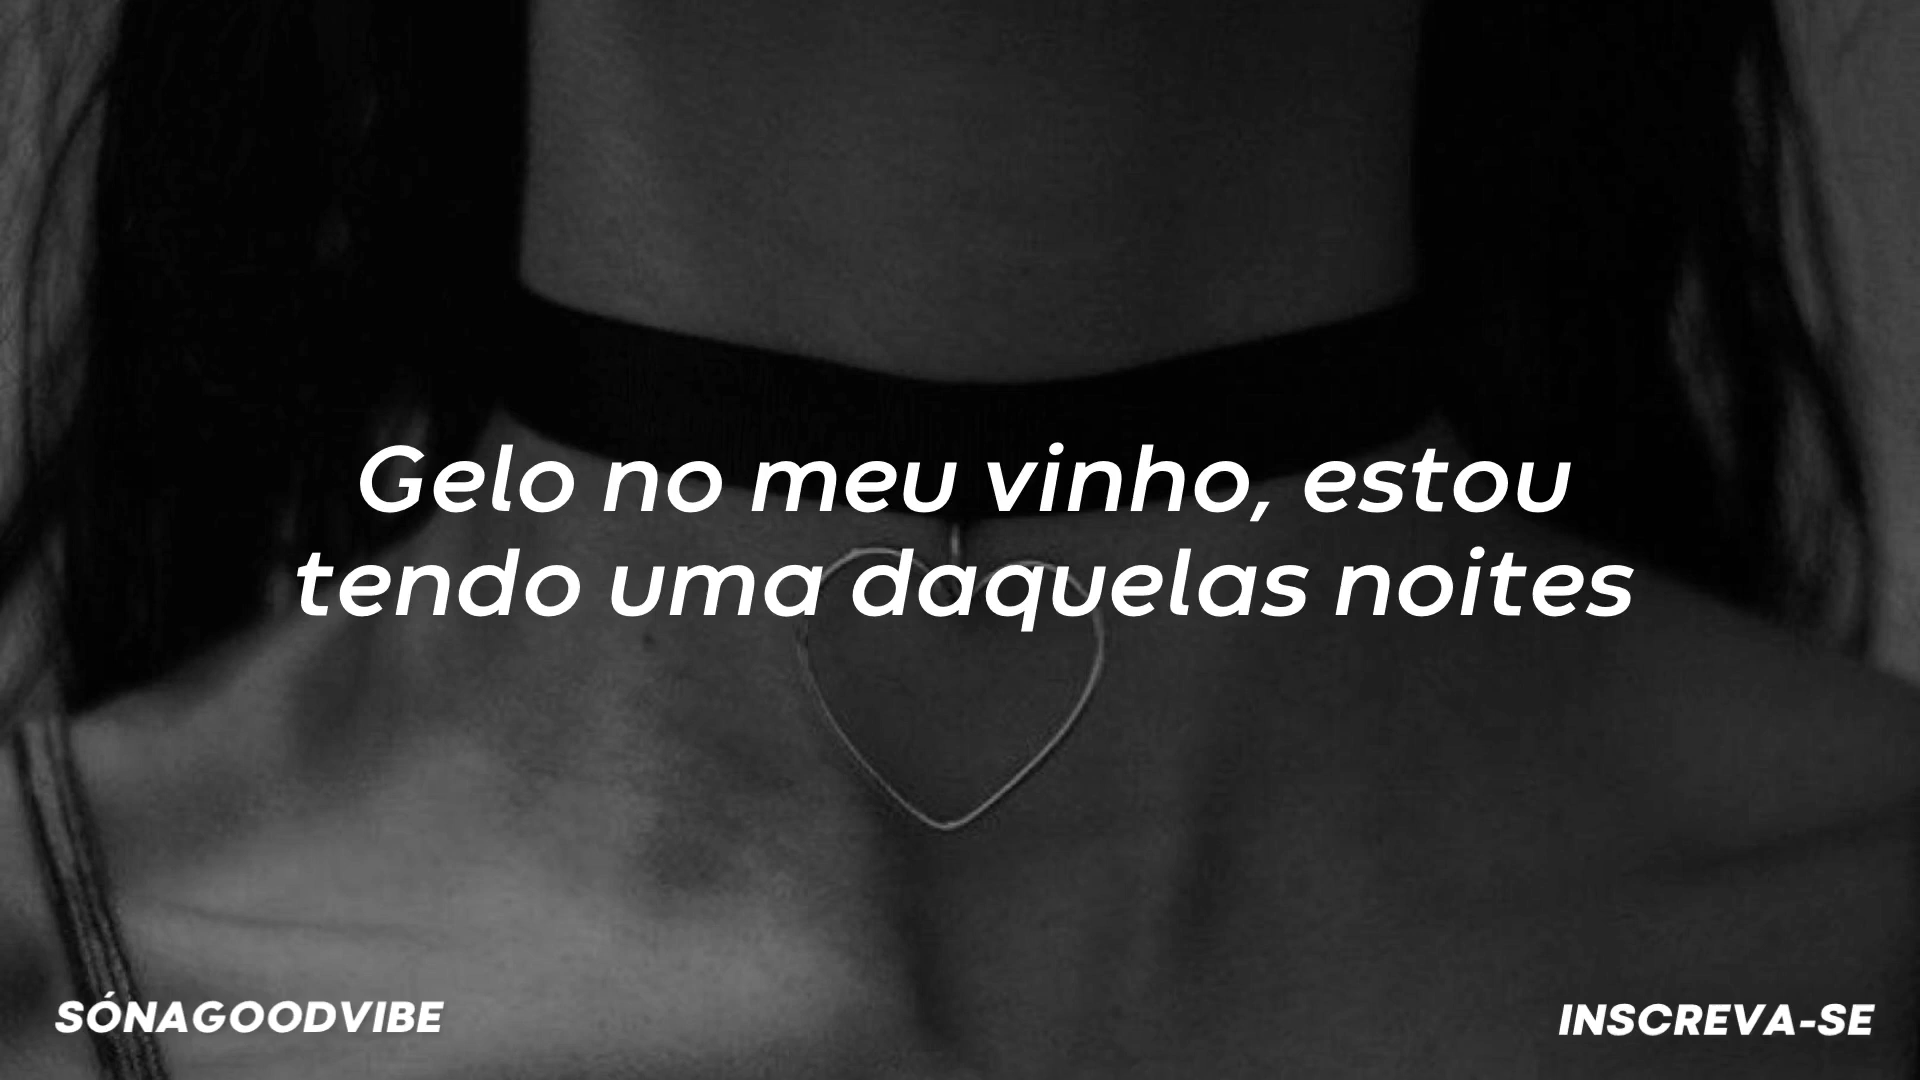 Gelo no meu vinho, estou
tendo uma daquelas noites
SÓNAGOODVIBE
INSCREVA-SE